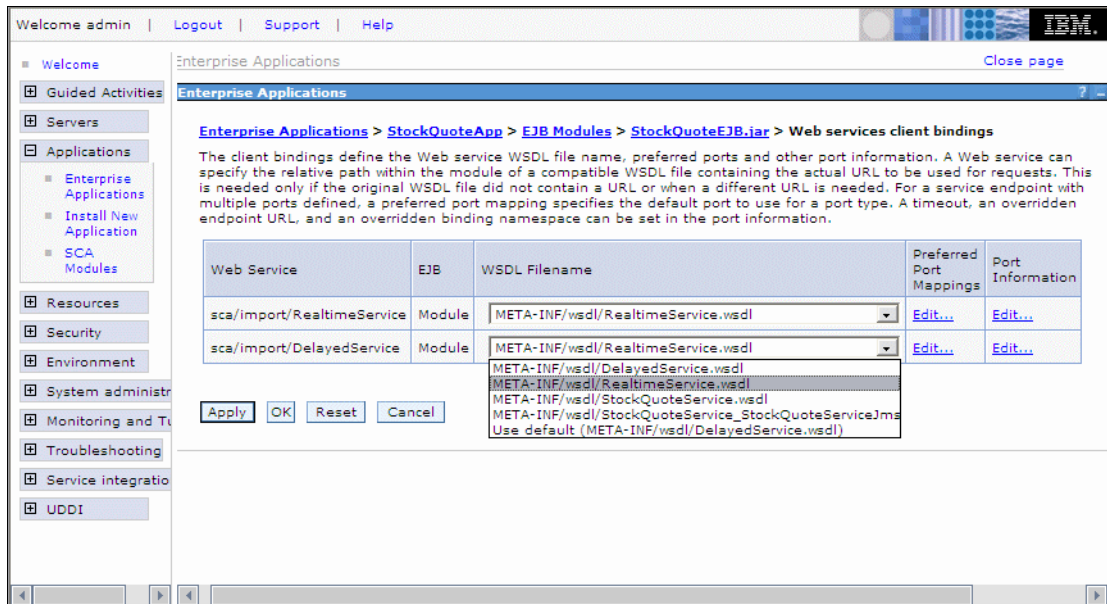 Welcome admin | Logout | Support | Help
IBM.
Welcome
Guided Activities
Servers
Applications
Enterprise
Applications
Install New
Application
SCA
Modules
Resources
Security
Environment
System administr
Monitoring and Tu
Troubleshooting
Service integratio
UDDI
Enterprise Applications
Close page
Enterprise Applications ? -
Enterprise Applications > StockQuoteApp > EJB Modules > StockQuoteEJB.jar > Web services client bindings
The client bindings define the Web service WSDL file name, preferred ports and other port information. A Web service can
specify the relative path within the module of a compatible WSDL file containing the actual URL to be used for requests. This
is needed only if the original WSDL file did not contain a URL or when a different URL is needed. For a service endpoint with
multiple ports defined, a preferred port mapping specifies the default port to use for a port type. A timeout, an overridden
endpoint URL, and an overridden binding namespace can be set in the port information.
Web Service EJB WSDL Filename Preferred Port Mappings Port Information
sca/import/RealtimeService Module META-INF/wsdl/RealtimeService.wsdl Edit... Edit...
sca/import/DelayedService Module META-INF/wsdl/RealtimeService.wsdl Edit... Edit...
META-INF/wsdl/DelayedService.wsdl
META-INF/wsdl/RealtimeService.wsdl
META-INF/wsdl/StockQuoteService.wsdl
META-INF/wsdl/StockQuoteService_StockQuoteServiceJms
Use default (META-INF/wsdl/DelayedService.wsdl)
Apply OK Reset Cancel